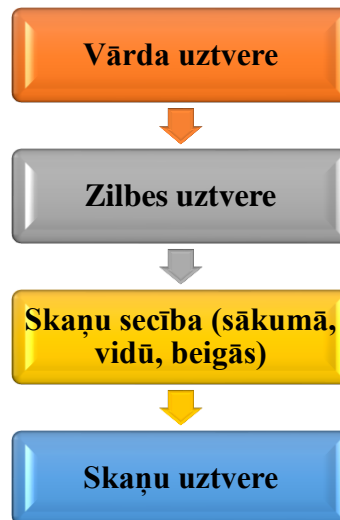 Vārda uztvere
Zilbes uztvere
Skaņu secība (sākumā,
vidū, beigās)
Skaņu uztvere